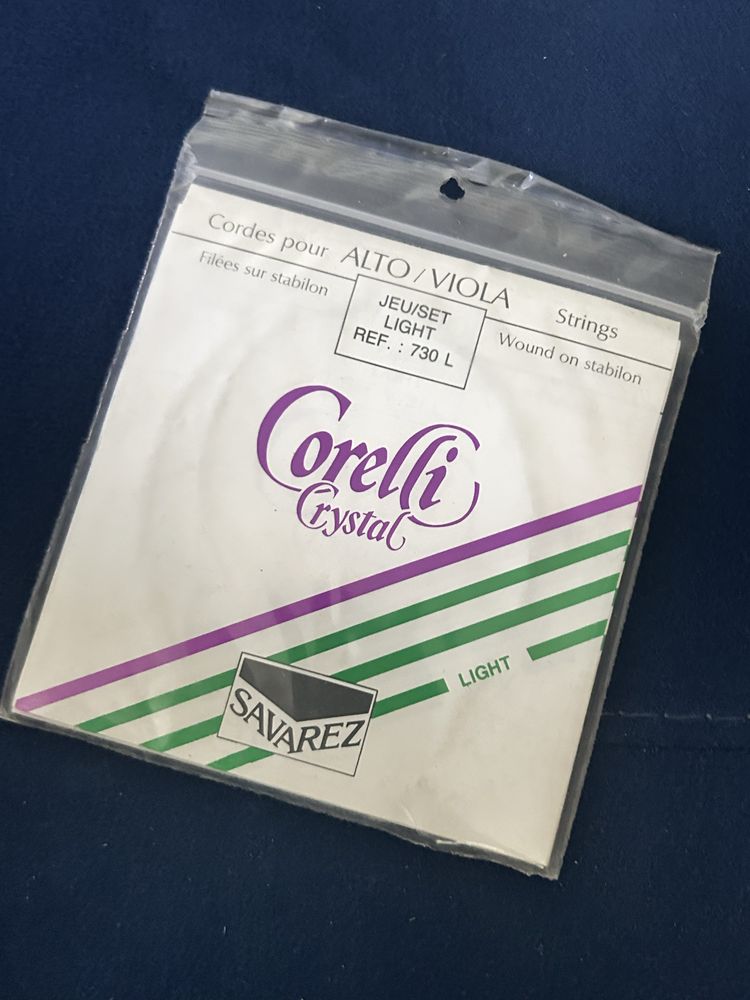 Cordes pour ALTO / VIOLA Strings
Filées sur stabilon
Wound on stabilon
JEU/SET
LIGHT
REF. : 730 L
Corelli
Crystal
LIGHT
SAVAREZ